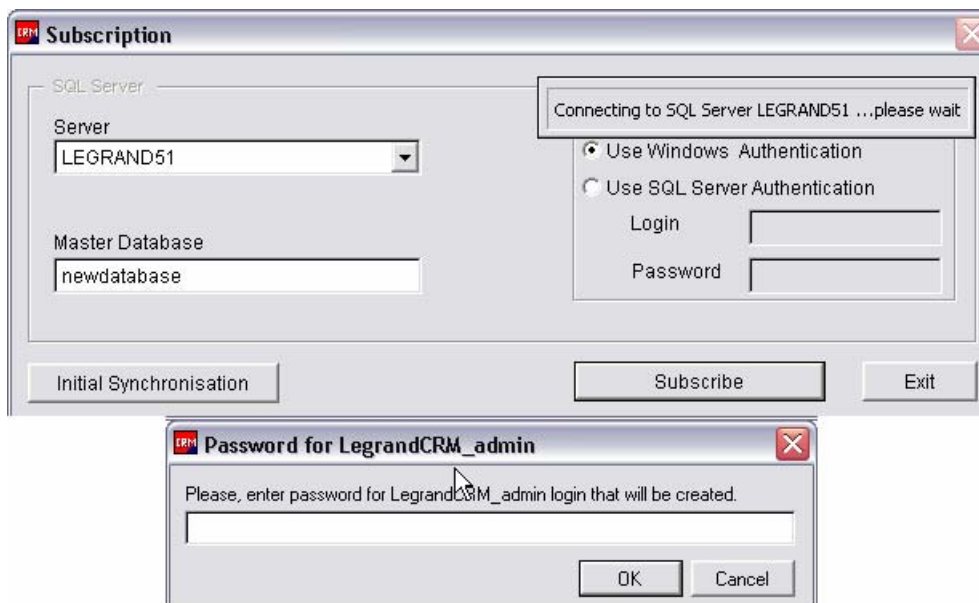 CRM Subscription
SQL Server
Connecting to SQL Server LEGRAND51 ...please wait
Server
LEGRAND51
Use Windows Authentication
Use SQL Server Authentication
Login
Master Database
newdatabase
Password
Initial Synchronisation
Subscribe
Exit
CRM Password for LegrandCRM_admin
Please, enter password for LegrandCRM_admin login that will be created.
OK
Cancel